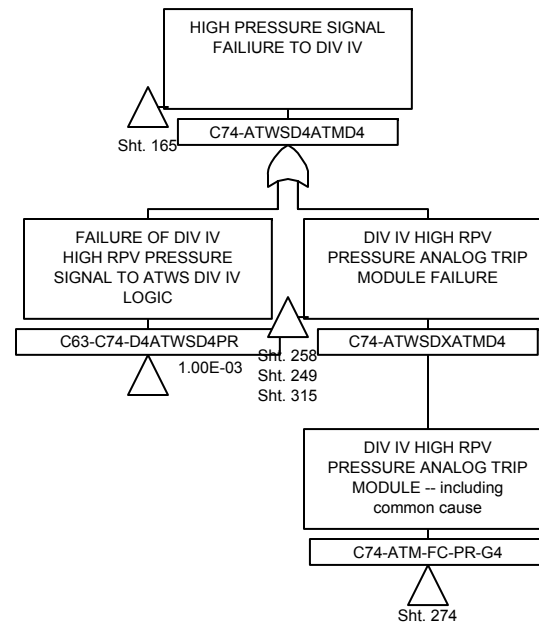 HIGH PRESSURE SIGNAL
FAILIURE TO DIV IV
Sht. 165
C74-ATWSD4ATMD4
FAILURE OF DIV IV
HIGH RPV PRESSURE
SIGNAL TO ATWS DIV IV
LOGIC
C63-C74-D4ATWSD4PR
1.00E-03
DIV IV HIGH RPV
PRESSURE ANALOG TRIP
MODULE FAILURE
C74-ATWSDXATMD4
Sht. 258
Sht. 249
Sht. 315
DIV IV HIGH RPV
PRESSURE ANALOG TRIP
MODULE -- including
common cause
C74-ATM-FC-PR-G4
Sht. 274